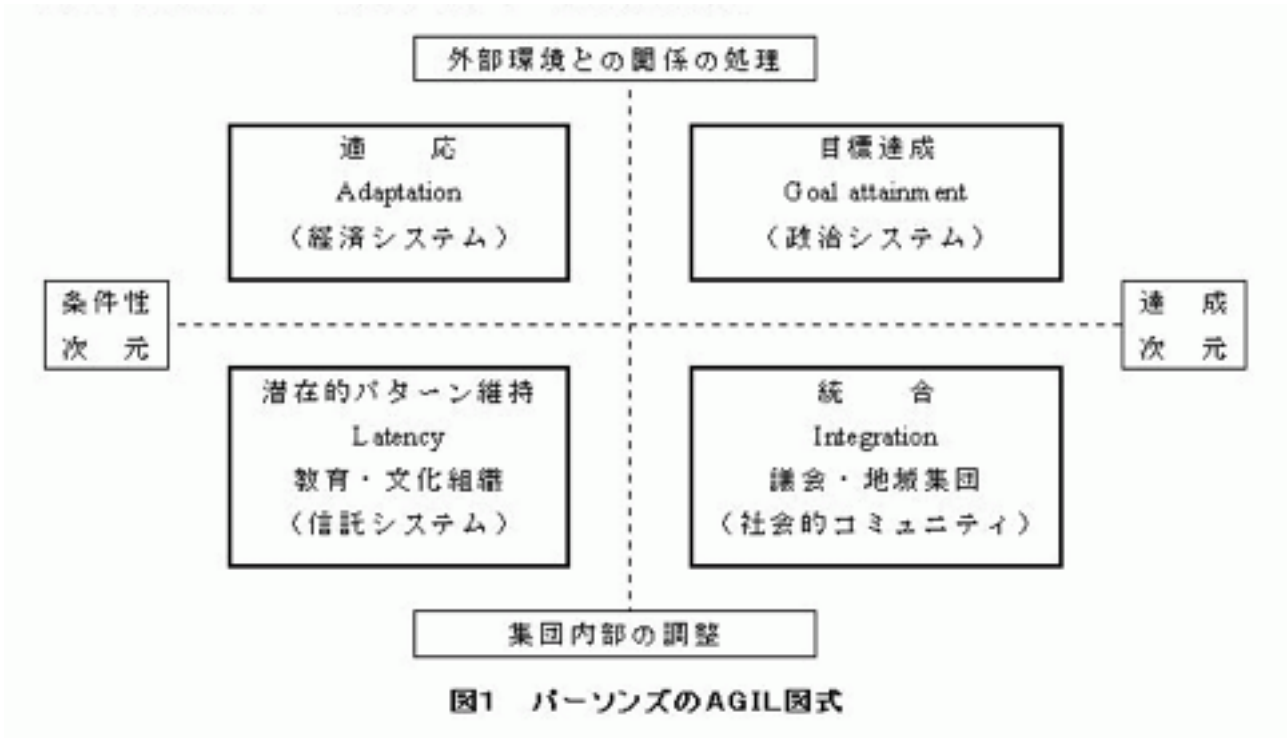 外部環境との関係の処理
適　　応
Adaptation
（経済システム）
目標達成
Goal attainment
（政治システム）
条件性
次　元
達　成
次　元
潜在的パターン維持
Latency
教育・文化組織
（信託システム）
統　　合
Integration
議会・地域集団
（社会的コミュニティ）
集団内部の調整
図1　パーソンズのAGIL図式